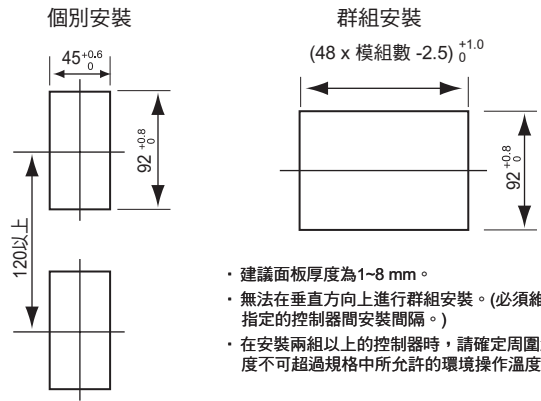 個別安裝
45 +0.6 0
92 +0.8 0
120以上
群組安裝
(48 x 模組數 -2.5) +1.0 0
92 +0.8 0
・建議面板厚度為1~8 mm。
・無法在垂直方向上進行群組安裝。(必須維
指定的控制器間安裝間隔。)
・在安裝兩組以上的控制器時，請確定周圍
度不可超過規格中所允許的環境操作溫度